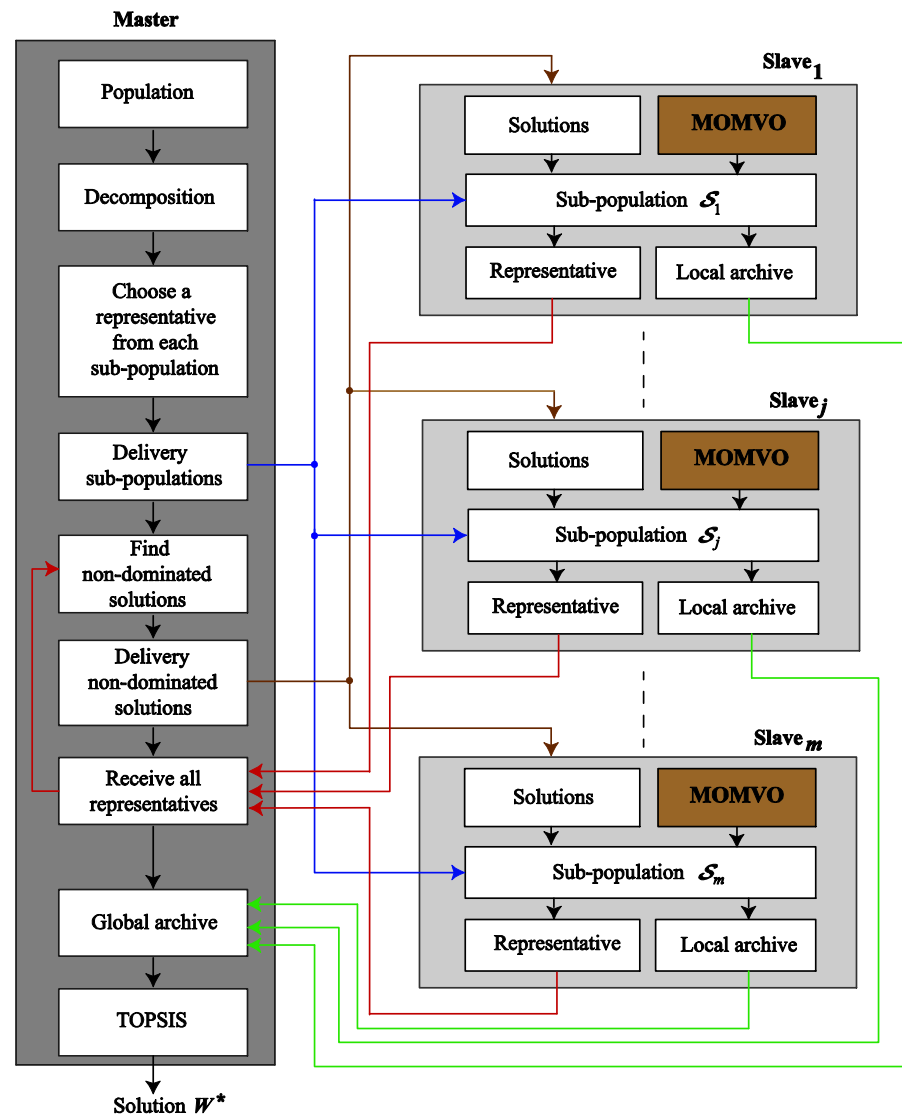 Master
Population
Decomposition
Choose a
representative
from each
sub-population
Delivery
sub-populations
Find
non-dominated
solutions
Delivery
non-dominated
solutions
Receive all
representatives
Global archive
TOPSIS
Solution W*
Slave1
Solutions
MOMVO
Sub-population S1
Representative
Local archive
Slavej
Solutions
MOMVO
Sub-population Sj
Representative
Local archive
Slavem
Solutions
MOMVO
Sub-population Sm
Representative
Local archive